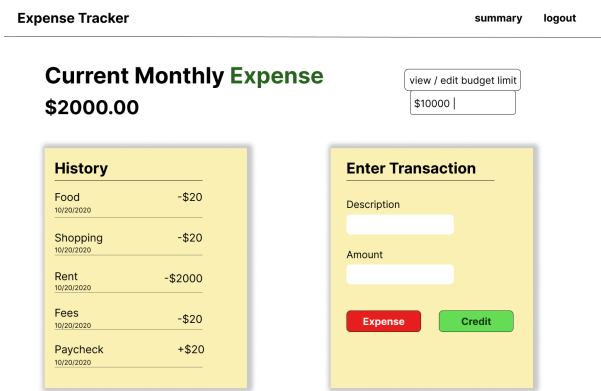 Expense Tracker summary logout
Current Monthly Expense
$2000.00
view / edit budget limit
$10000 |
History
Food -$20
10/20/2020
Shopping -$20
10/20/2020
Rent -$2000
10/20/2020
Fees -$20
10/20/2020
Paycheck +$20
10/20/2020
Enter Transaction
Description
Amount
Expense Credit